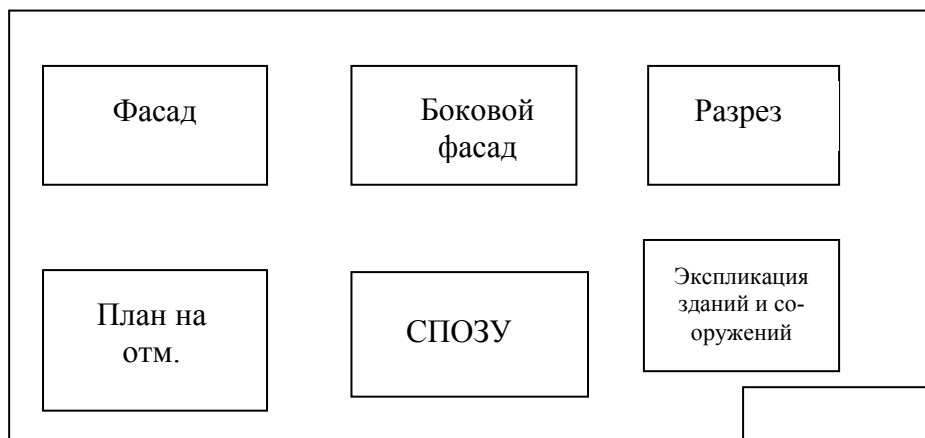 Фасад
Боковой
фасад
Разрез
План на
отм.
СПОЗУ
Экспликация
зданий и со-
оружений